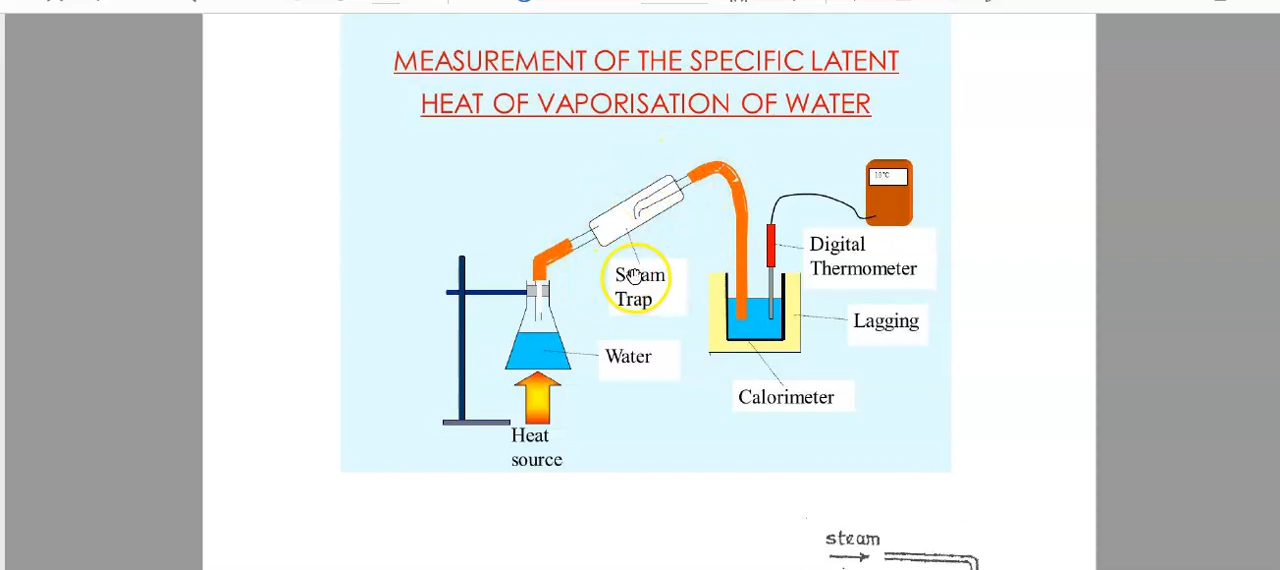 MEASUREMENT OF THE SPECIFIC LATENT
HEAT OF VAPORISATION OF WATER
10°C
Digital
Thermometer
Steam
Trap
Lagging
Water
Calorimeter
Heat
source
steam